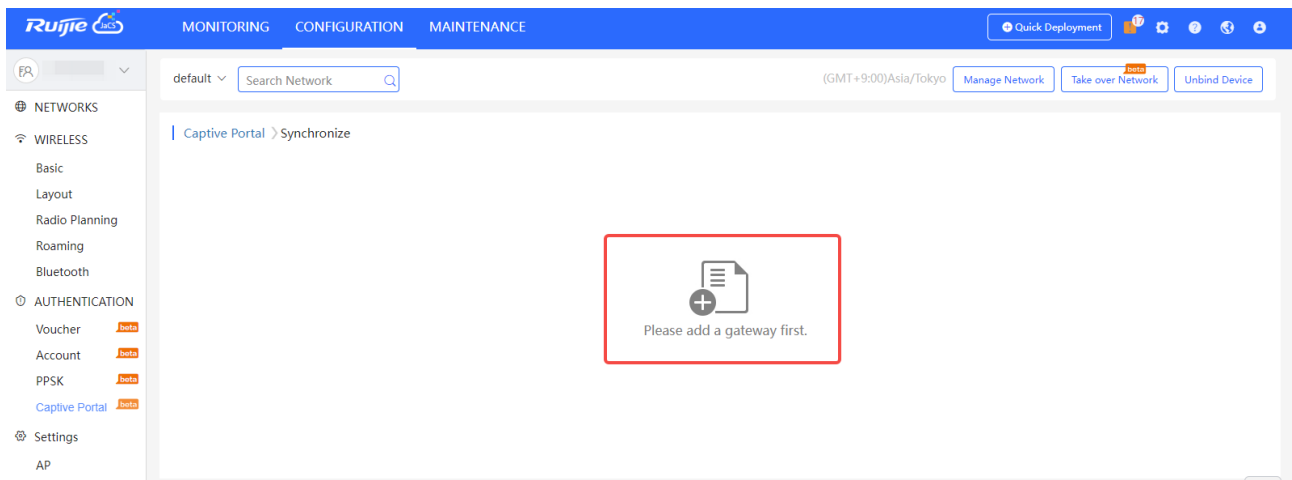 Ruijie JaCS MONITORING CONFIGURATION MAINTENANCE Quick Deployment 17
FR
default Search Network (GMT+9:00)Asia/Tokyo Manage Network Take over Network beta Unbind Device
NETWORKS
WIRELESS
Captive Portal Synchronize
Basic
Layout
Radio Planning
Roaming
Bluetooth
AUTHENTICATION
Voucher beta
Account beta
PPSK beta
Captive Portal beta
Settings
AP
Please add a gateway first.